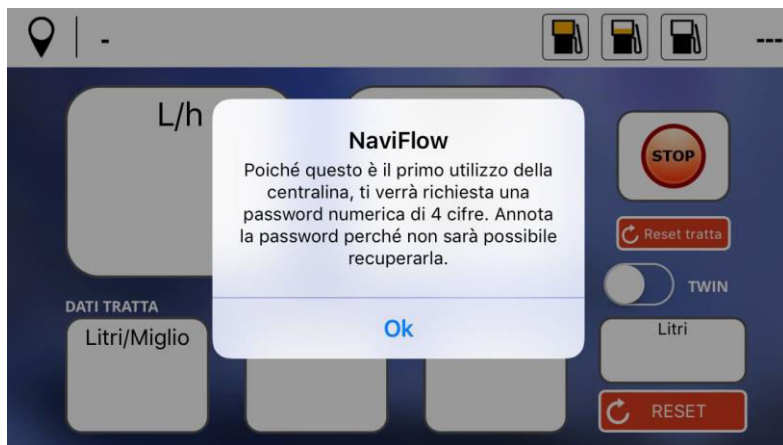 -
---
L/h
NaviFlow
Poiché questo è il primo utilizzo della
centralina, ti verrà richiesta una
password numerica di 4 cifre. Annota
la password perché non sarà possibile
recuperarla.
Ok
STOP
Reset tratta
TWIN
DATI TRATTA
Litri/Miglio
Litri
RESET